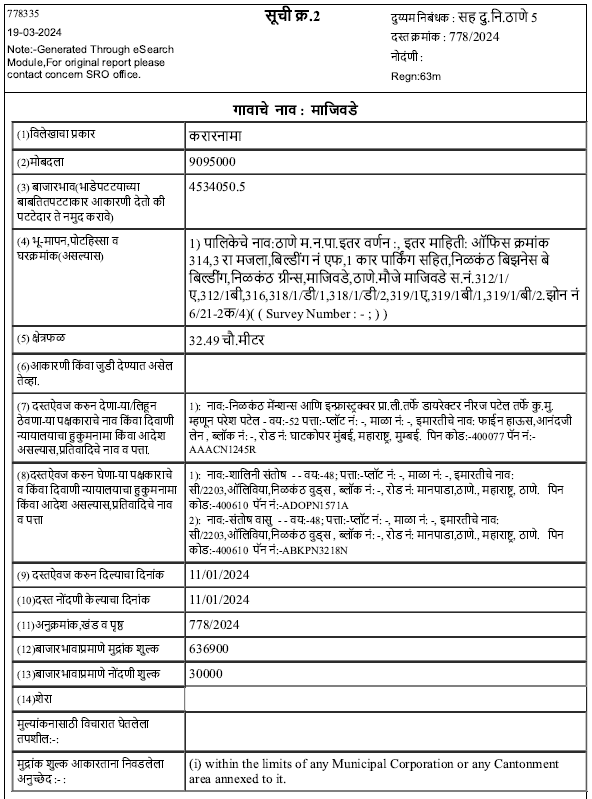 778335
19-03-2024
Note:-Generated Through eSearch
Module,For original report please
contact concern SRO office.
सूची क्र.2
दुय्यम निबंधक : सह दु.नि.ठाणे 5
दस्त क्रमांक : 778/2024
नोदंणी :
Regn:63m
गावाचे नाव : माजिवडे
(1)विलेखाचा प्रकार
करारनामा
(2)मोबदला
9095000
(3) बाजारभाव(भाडेपटटयाच्या
बाबतितपटटाकार आकारणी देतो की
पटटेदार ते नमुद करावे)
4534050.5
(4) भू-मापन,पोटहिस्सा व
घरक्रमांक(असल्यास)
1) पालिकेचे नाव:ठाणे म.न.पा.इतर वर्णन :, इतर माहिती: ऑफिस क्रमांक
314,3 रा मजला,बिल्डींग नं एफ,1 कार पार्किंग सहित,निळकंठ बिझनेस बे
बिल्डींग,निळकंठ ग्रीन्स,माजिवडे,ठाणे.मौजे माजिवडे स.नं.312/1/
ए,312/1बी,316,318/1/डी/1,318/1/डी/2,319/1ए,319/1बी/1,319/1/बी/2.झोन नं
6/21-2क/4)( ( Survey Number : - ; ) )
(5) क्षेत्रफळ
32.49 चौ.मीटर
(6)आकारणी किंवा जुडी देण्यात असेल
तेव्हा.
(7) दस्तऐवज करुन देणा-या/लिहून
ठेवणा-या पक्षकाराचे नाव किंवा दिवाणी
न्यायालयाचा हुकुमनामा किंवा आदेश
असल्यास,प्रतिवादिचे नाव व पत्ता.
1): नाव:-निळकंठ मेंन्शन्स आणि इन्फ्रास्ट्रक्चर प्रा.ली.तर्फे डायरेक्टर नीरज पटेल तर्फे कु.मु.
म्हणून परेश पटेल - वय:-52 पत्ता:-प्लॉट नं: -, माळा नं: -, इमारतीचे नाव: फाईन हाऊस,आनंदजी
लेन , ब्लॉक नं: -, रोड नं: घाटकोपर मुंबई, महाराष्ट्र, मुम्बई. पिन कोड:-400077 पॅन नं:-
AAACN1245R
(8)दस्तऐवज करुन घेणा-या पक्षकाराचे
व किंवा दिवाणी न्यायालयाचा हुकुमनामा
किंवा आदेश असल्यास,प्रतिवादिचे नाव
व पत्ता
1): नाव:-शालिनी संतोष - - वय:-48; पत्ता:-प्लॉट नं: -, माळा नं: -, इमारतीचे नाव:
सी/2203,ऑलिविया,निळकंठ वुड्स , ब्लॉक नं: -, रोड नं: मानपाडा,ठाणे., महाराष्ट्र, ठाणे. पिन
कोड:-400610 पॅन नं:-ADOPN1571A
2): नाव:-संतोष वासु - - वय:-48; पत्ता:-प्लॉट नं: -, माळा नं: -, इमारतीचे नाव:
सी/2203,ऑलिविया,निळकंठ वुड्स , ब्लॉक नं: -, रोड नं: मानपाडा,ठाणे., महाराष्ट्र, ठाणे. पिन
कोड:-400610 पॅन नं:-ABKPN3218N
(9) दस्तऐवज करुन दिल्याचा दिनांक
11/01/2024
(10)दस्त नोंदणी केल्याचा दिनांक
11/01/2024
(11)अनुक्रमांक,खंड व पृष्ठ
778/2024
(12)बाजारभावाप्रमाणे मुद्रांक शुल्क
636900
(13)बाजारभावाप्रमाणे नोंदणी शुल्क
30000
(14)शेरा
मुल्यांकनासाठी विचारात घेतलेला
तपशील:-:
मुद्रांक शुल्क आकारताना निवडलेला
अनुच्छेद :- :
(i) within the limits of any Municipal Corporation or any Cantonment
area annexed to it.